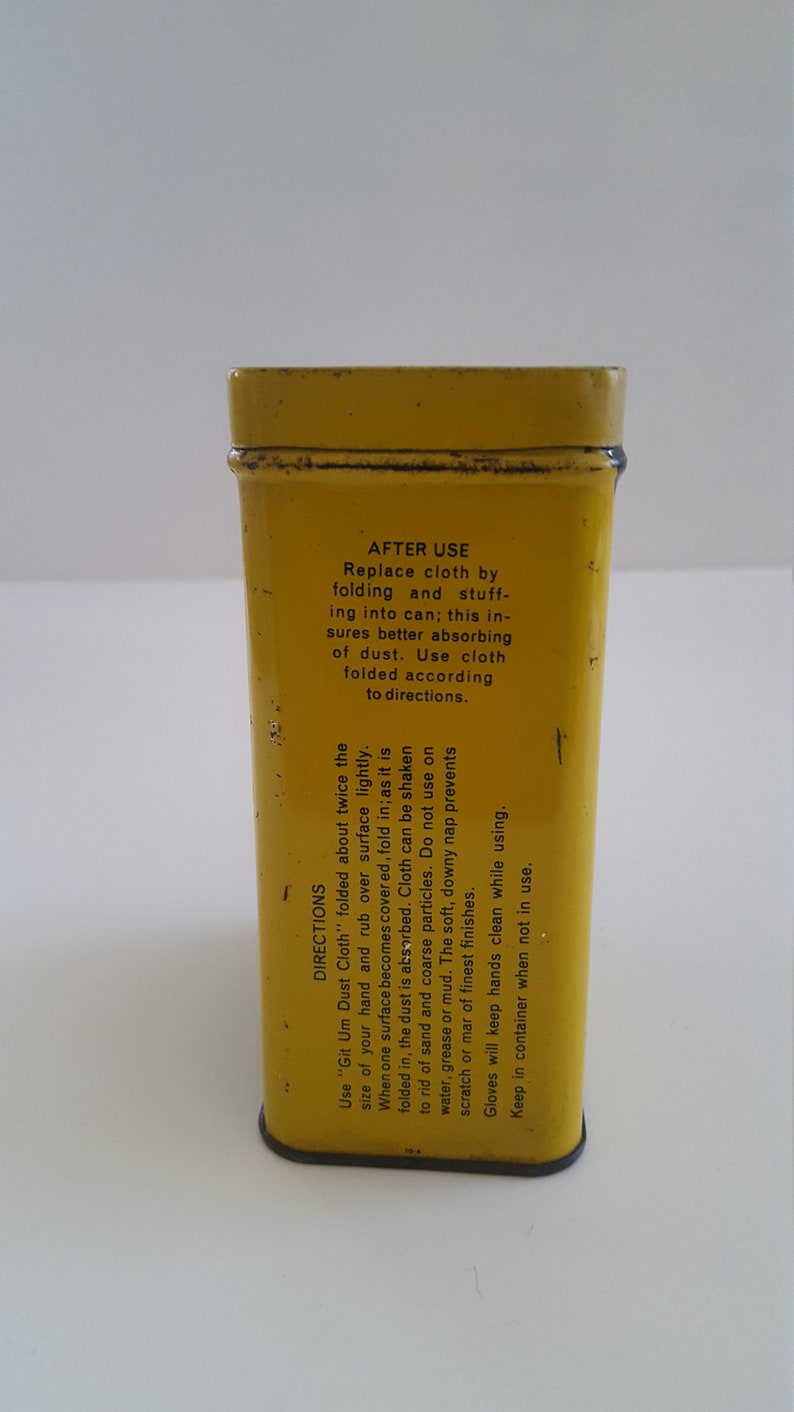 AFTER USE
Replace cloth by
folding and stuff-
ing into can; this in-
sures better absorbing
of dust. Use cloth
folded according
to directions.
DIRECTIONS
Use "Git Um Dust Cloth" folded about twice the
size of your hand and rub over surface lightly.
When one surface becomes covered, fold in; as it is
folded in, the dust is absorbed. Cloth can be shaken
to rid of sand and coarse particles. Do not use on
water, grease or mud. The soft, downy nap prevents
scratch or mar of finest finishes.
Gloves will keep hands clean while using.
Keep in container when not in use.
70-A